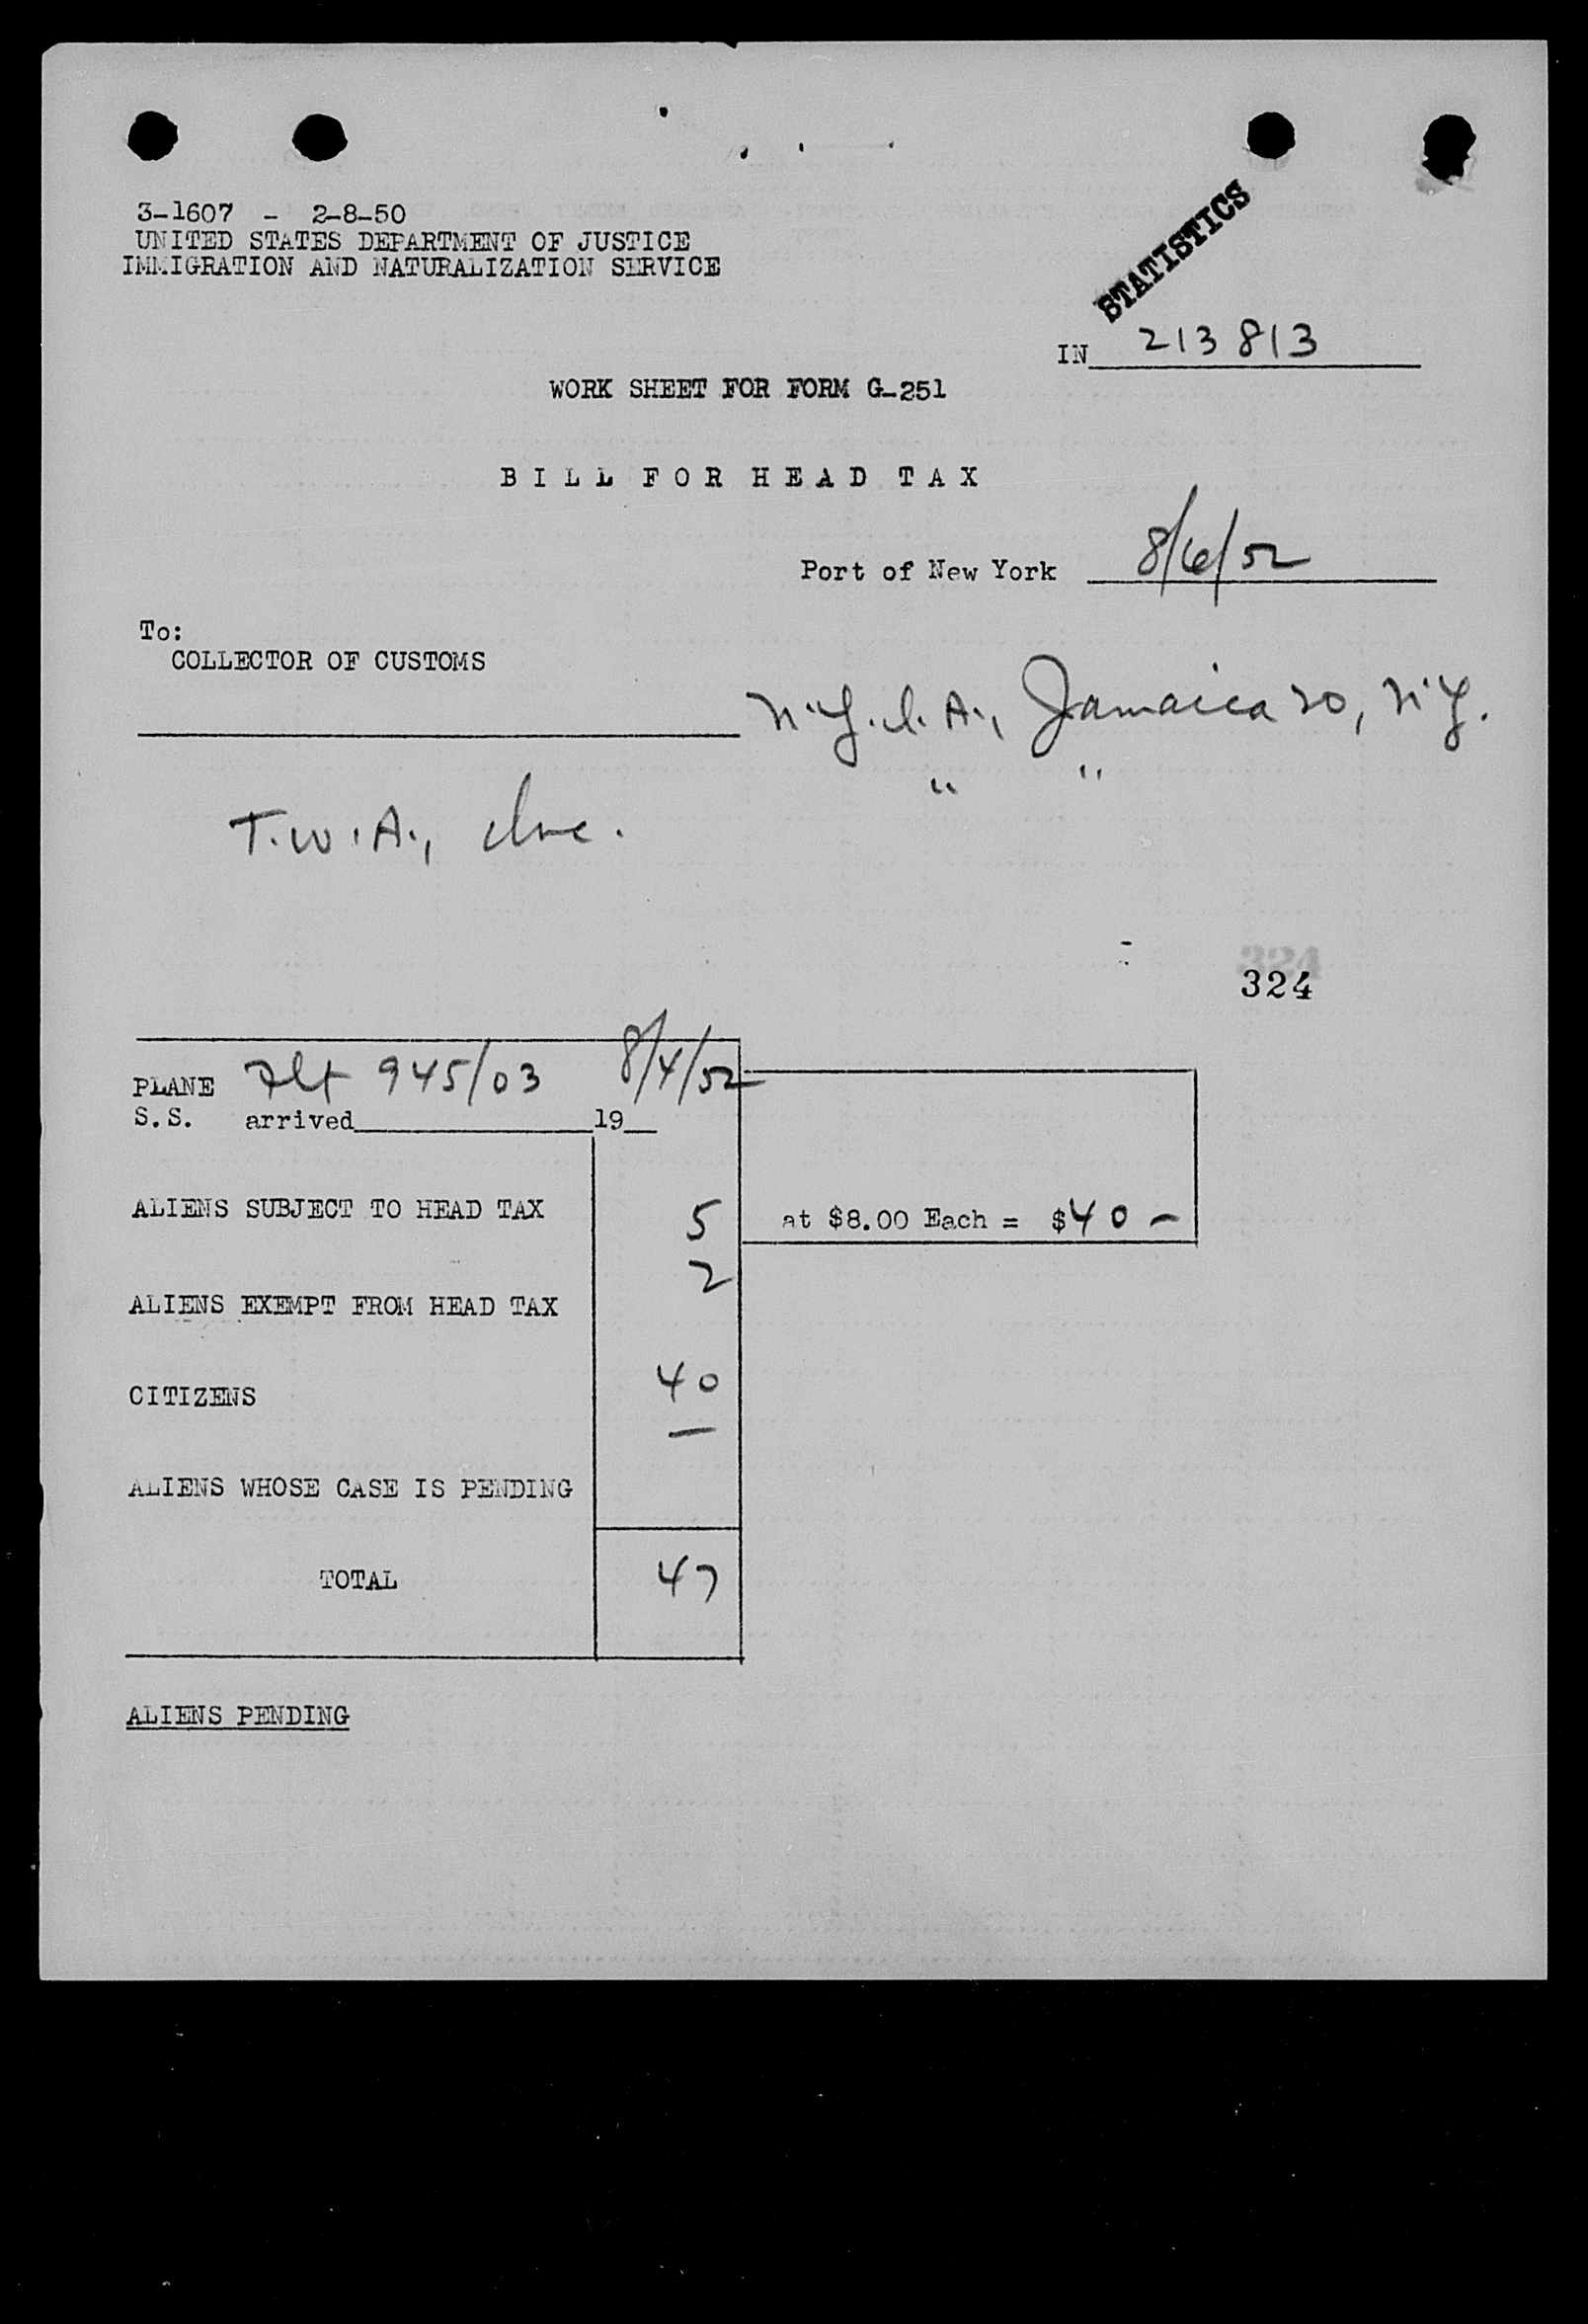 3-1607 - 2-8-50
UNITED STATES DEPARTMENT OF JUSTICE
IMMIGRATION AND NATURALIZATION SERVICE
STATISTICS
IN 213813
WORK SHEET FOR FORM G-251
BILL FOR HEAD TAX
Port of New York 8/6/52
To:
COLLECTOR OF CUSTOMS
N.Y.I.A., Jamaica 20, N.Y.
" "
T.W.A., Inc.
324
PLANE Flt 945/03 8/4/52
S.S. arrived 19
ALIENS SUBJECT TO HEAD TAX 5 at $8.00 Each = $40 -
ALIENS EXEMPT FROM HEAD TAX 2
CITIZENS 40
ALIENS WHOSE CASE IS PENDING —
TOTAL 47
ALIENS PENDING